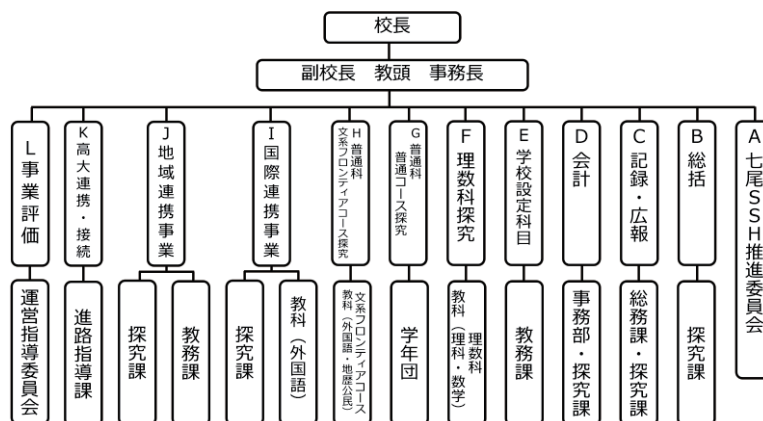 校長
副校長　教頭　事務長
A 七尾SSH推進委員会
B 総括
C 記録・広報
D 会計
E 学校設定科目
F 理数科探究
G 普通科
普通コース探究
H 普通科
文系フロンティアコース探究
I 国際連携事業
J 地域連携事業
K 高大連携・接続
L 事業評価
探究課
総務課・探究課
事務部・探究課
教務課
理数科
教科（理科・数学）
学年団
文系フロンティアコース
教科（外国語・地歴公民）
教科（外国語）
探究課
教務課
探究課
進路指導課
運営指導委員会